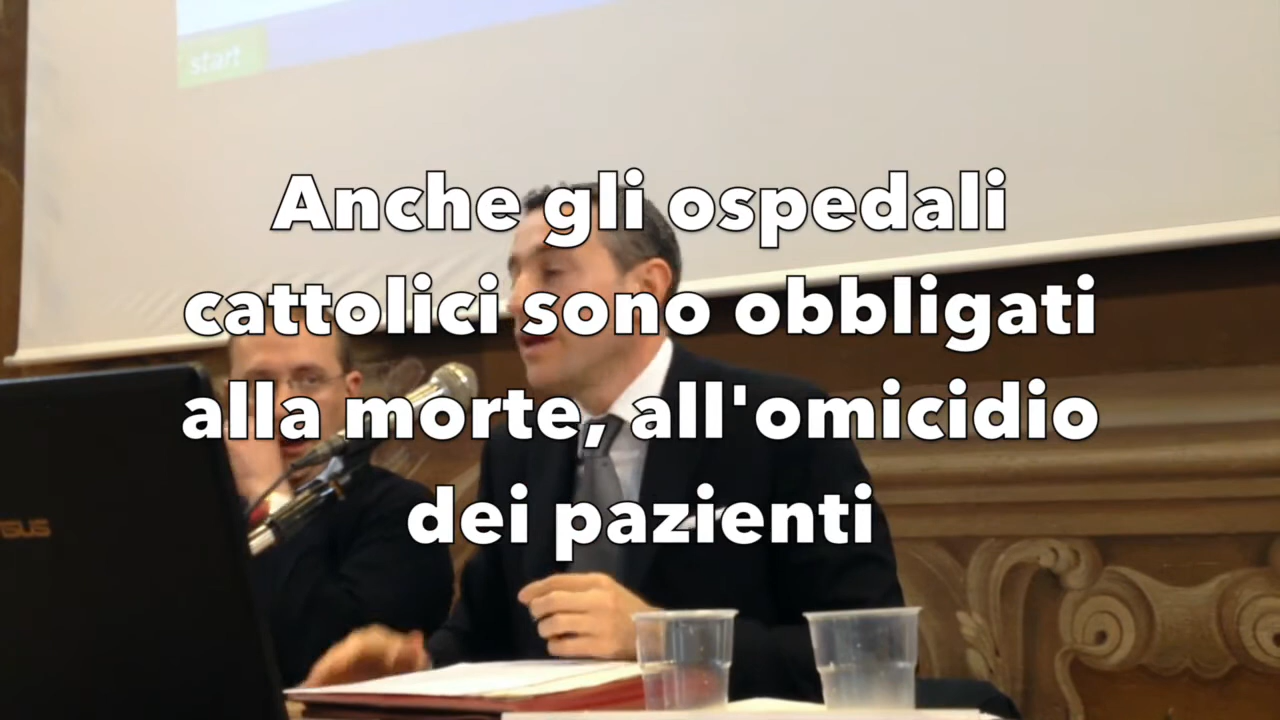 start
Anche gli ospedali
cattolici sono obbligati
alla morte, all'omicidio
dei pazienti